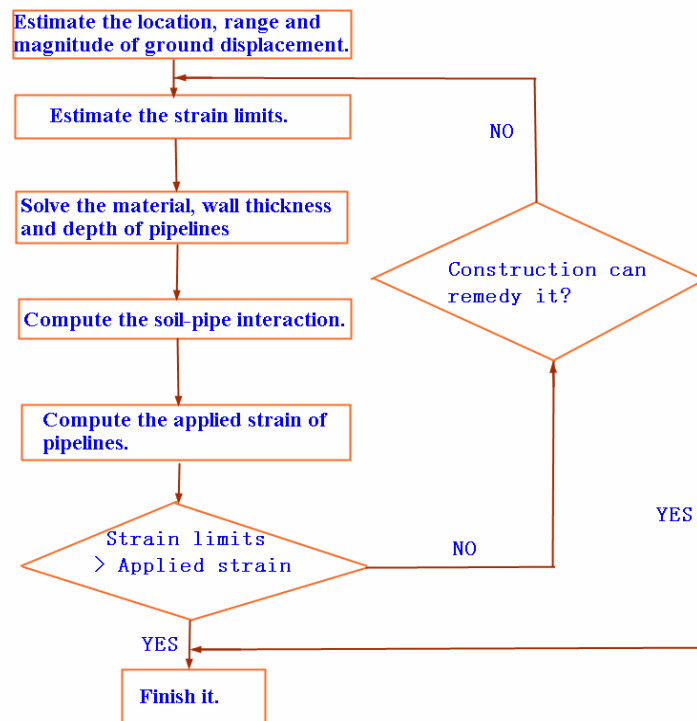 Estimate the location, range and
magnitude of ground displacement.
Estimate the strain limits.
NO
Solve the material, wall thickness
and depth of pipelines
Construction can
remedy it?
Compute the soil-pipe interaction.
Compute the applied strain of
pipelines.
YES
Strain limits
> Applied strain
NO
YES
Finish it.